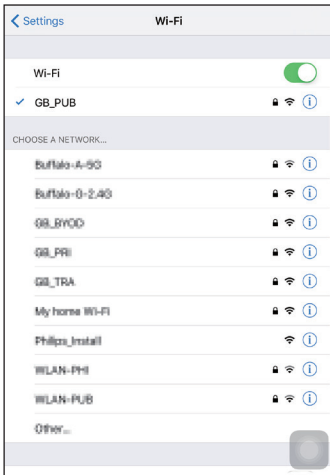 Settings
Wi-Fi
Wi-Fi
GB_PUB
CHOOSE A NETWORK...
Buffalo-A-5G
Buffalo-G-2.4G
GB_BYOD
GB_PRI
GB_TRA
My home Wi-Fi
Philips_Install
WLAN-PHI
WLAN-PUB
Other...